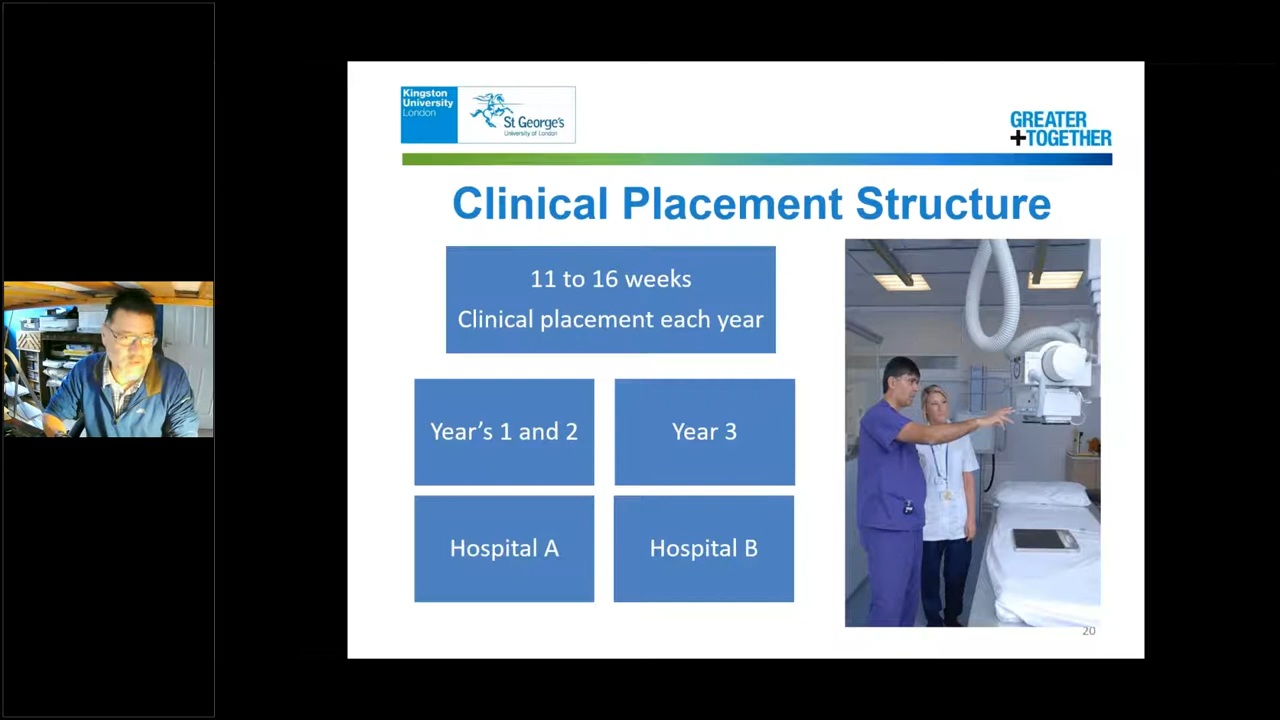 Kingston
University
London
St George's
University of London
GREATER
+TOGETHER
Clinical Placement Structure
11 to 16 weeks
Clinical placement each year
Year's 1 and 2
Year 3
Hospital A
Hospital B
20